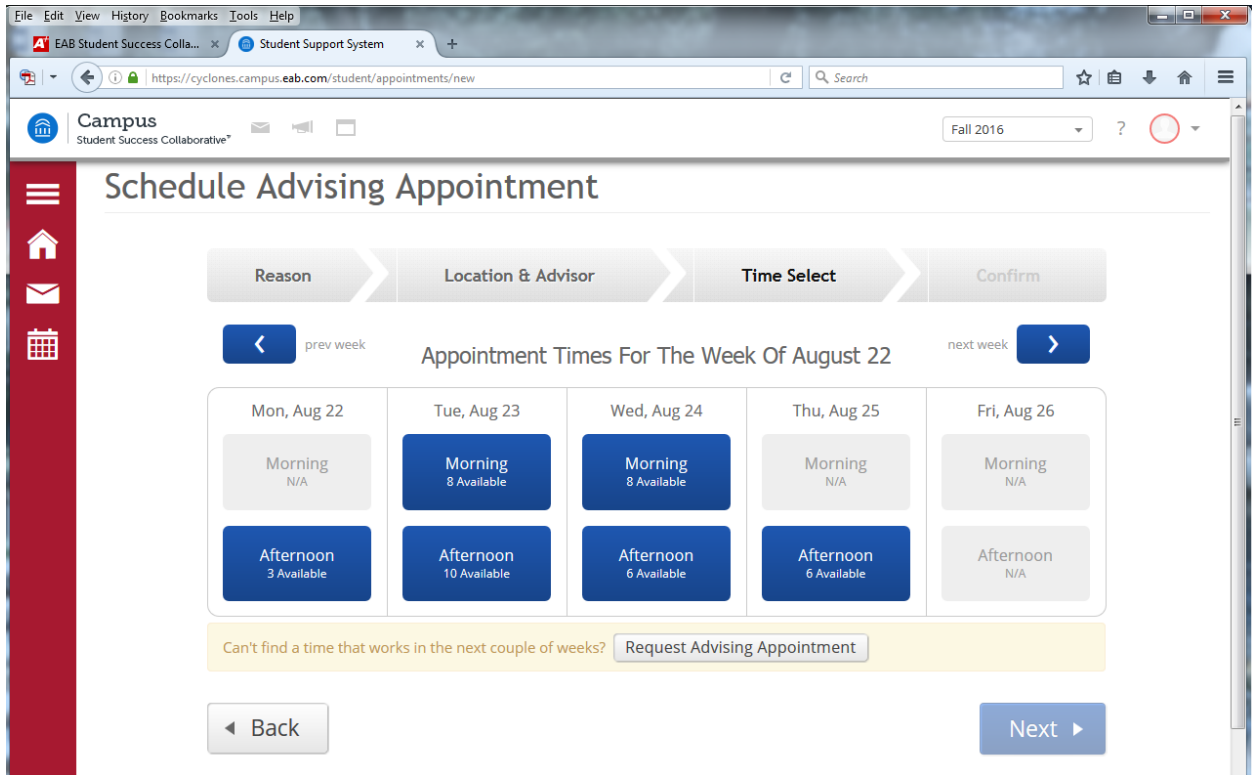 File Edit View History Bookmarks Tools Help
EAB Student Success Colla... × Student Support System × +
https://cyclones.campus.eab.com/student/appointments/new Search
Campus
Student Success Collaborative
Fall 2016 ?
Schedule Advising Appointment
Reason Location & Advisor Time Select Confirm
prev week Appointment Times For The Week Of August 22 next week
Mon, Aug 22 Tue, Aug 23 Wed, Aug 24 Thu, Aug 25 Fri, Aug 26
Morning Morning Morning Morning Morning
N/A 8 Available 8 Available N/A N/A
Afternoon Afternoon Afternoon Afternoon Afternoon
3 Available 10 Available 6 Available 6 Available N/A
Can't find a time that works in the next couple of weeks? Request Advising Appointment
Back Next